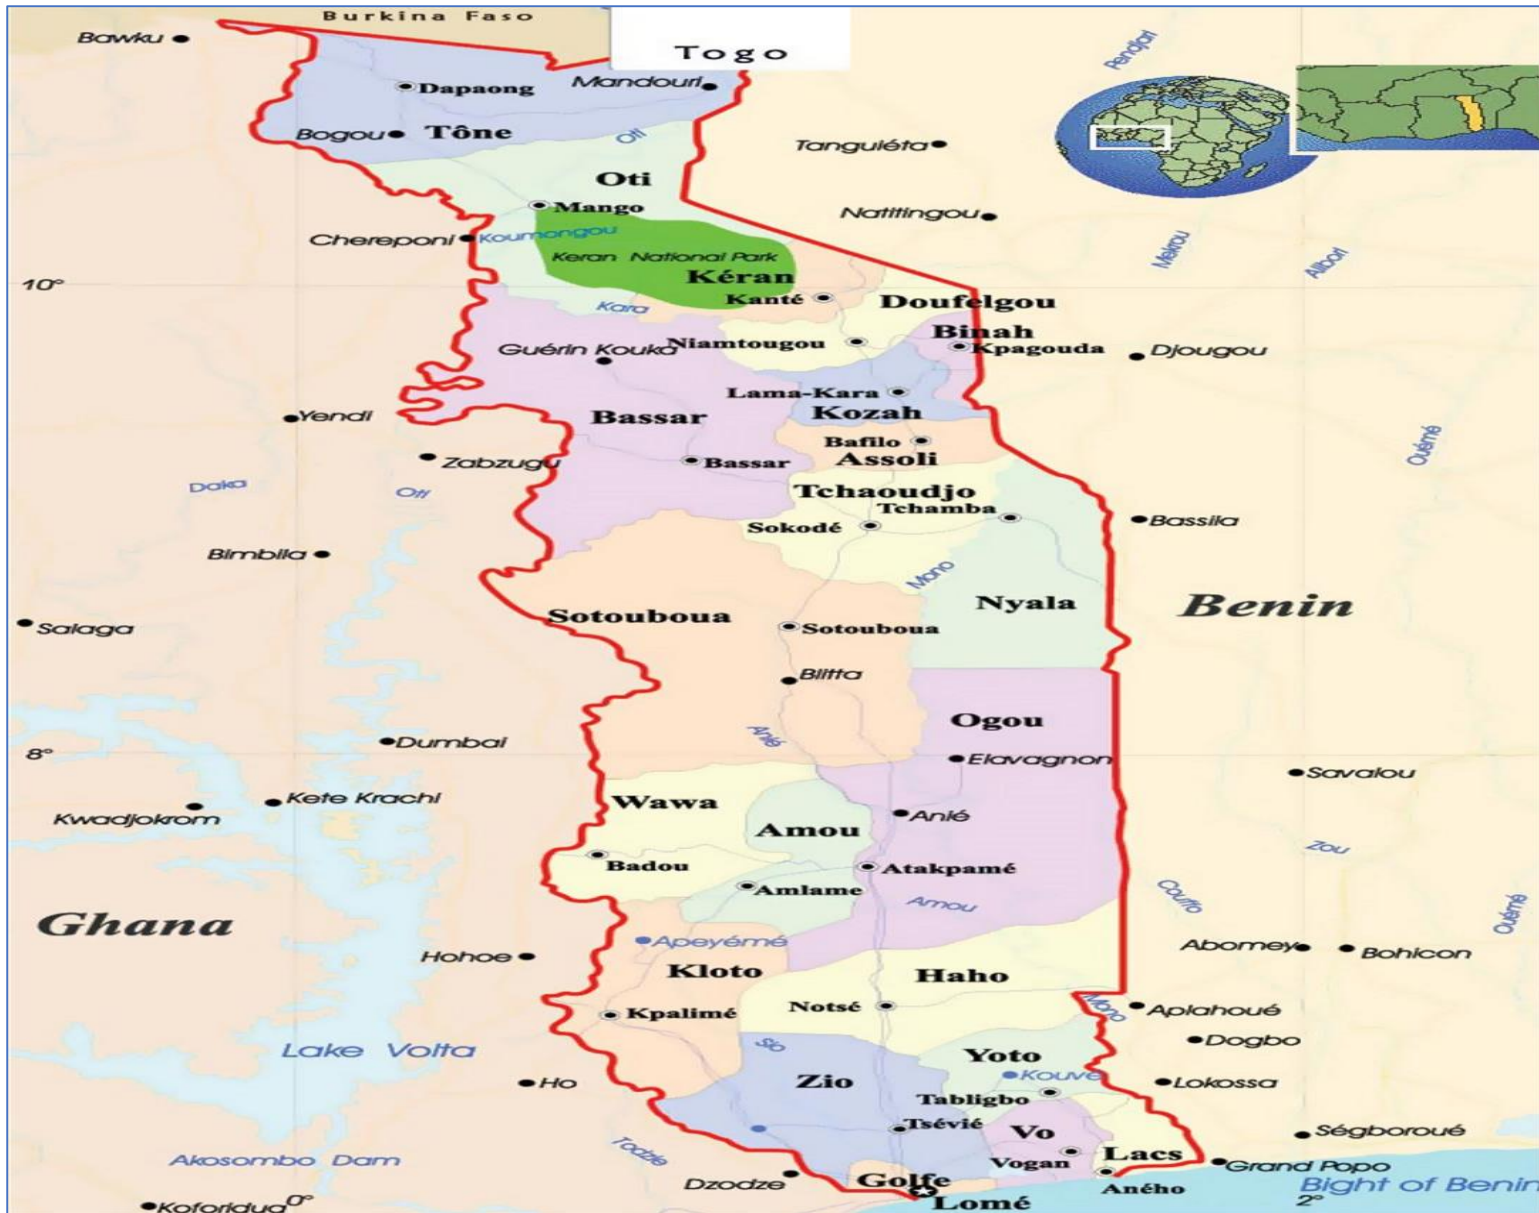 Burkina Faso
Togo
Bawku
Pendjari
Dapaong
Mandouri
Bogou
Tône
Oti
Tanguiéta
Oti
Mango
Natitingou
Chereponi
Koumongou
Mekrou
Alibori
Keran National Park
Kéran
10°
Kanté
Doufelgou
Kara
Binah
Niamtougou
Kpagouda
Guérin Kouka
Djougou
Lama-Kara
Yendi
Bassar
Kozah
Bafilo
Ouémé
Zabzugu
Bassar
Assoli
Daka
Oti
Tchaoudjo
Tchamba
Sokodé
Bassila
Bimbila
Mono
Nyala
Benin
Sotouboua
Salaga
Sotouboua
Blitta
Ogou
Anié
Dumbai
8°
Elavagnon
Savalou
Kete Krachi
Wawa
Kwadjokrom
Amou
Anié
Zou
Badou
Atakpamé
Amlame
Couffo
Amou
Ouémé
Ghana
Apeyémé
Abomey
Bohicon
Hohoe
Kloto
Haho
Kpalimé
Notsé
Mono
Aplahoué
Lake Volta
Sio
Yoto
Dogbo
Zio
Kouvé
Ho
Lokossa
Tabligbo
Tsévié
Vo
Ségboroué
Todzie
Akosombo Dam
Vogan
Lacs
Grand Popo
Dzodze
Golfe
Aného
Bight of Benin
Koforidua
0°
Lomé
2°